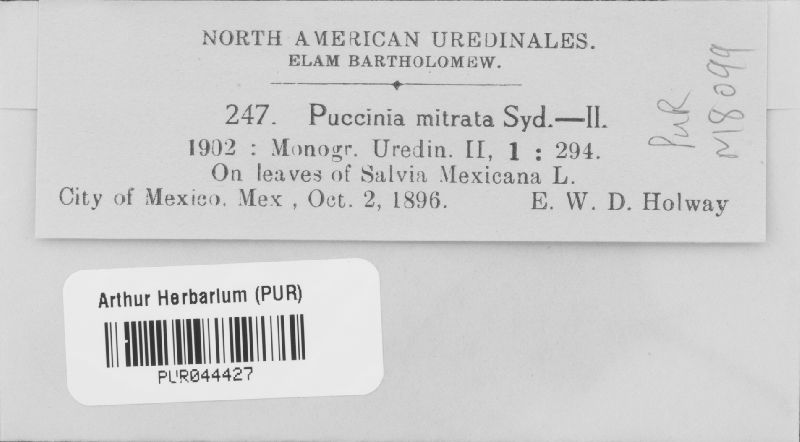 NORTH AMERICAN UREDINALES.
ELAM BARTHOLOMEW.
247. Puccinia mitrata Syd.—II.
1902 : Monogr. Uredin. II, 1 : 294.
On leaves of Salvia Mexicana L.
City of Mexico. Mex , Oct. 2, 1896. E. W. D. Holway
PUR
M8099
Arthur Herbarium (PUR)
PUR044427